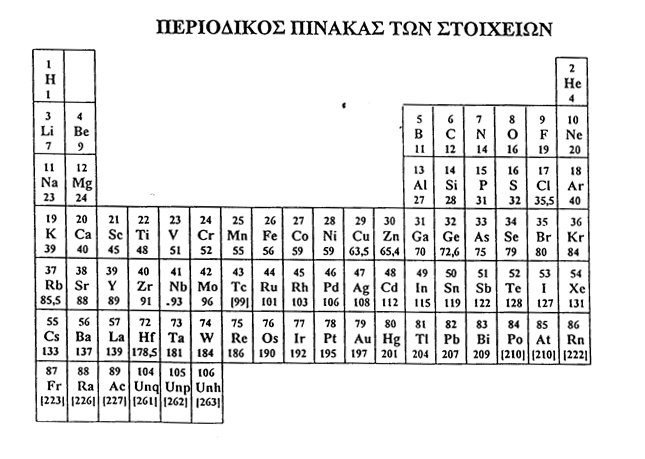 ΠΕΡΙΟΔΙΚΟΣ ΠΙΝΑΚΑΣ ΤΩΝ ΣΤΟΙΧΕΙΩΝ
1 2
H He
1 4
3 4 5 6 7 8 9 10
Li Be B C N O F Ne
7 9 11 12 14 16 19 20
11 12 13 14 15 16 17 18
Na Mg Al Si P S Cl Ar
23 24 27 28 31 32 35,5 40
19 20 21 22 23 24 25 26 27 28 29 30 31 32 33 34 35 36
K Ca Sc Ti V Cr Mn Fe Co Ni Cu Zn Ga Ge As Se Br Kr
39 40 45 48 51 52 55 56 59 59 63,5 65,4 70 72,6 75 79 80 84
37 38 39 40 41 42 43 44 45 46 47 48 49 50 51 52 53 54
Rb Sr Y Zr Nb Mo Tc Ru Rh Pd Ag Cd In Sn Sb Te I Xe
85,5 88 89 91 93 96 [99] 101 103 106 108 112 115 119 122 128 127 131
55 56 57 72 73 74 75 76 77 78 79 80 81 82 83 84 85 86
Cs Ba La Hf Ta W Re Os Ir Pt Au Hg Tl Pb Bi Po At Rn
133 137 139 178,5 181 184 186 190 192 195 197 201 204 207 209 [210] [210] [222]
87 88 89 104 105 106
Fr Ra Ac Unq Unp Unh
[223] [226] [227] [261] [262] [263]